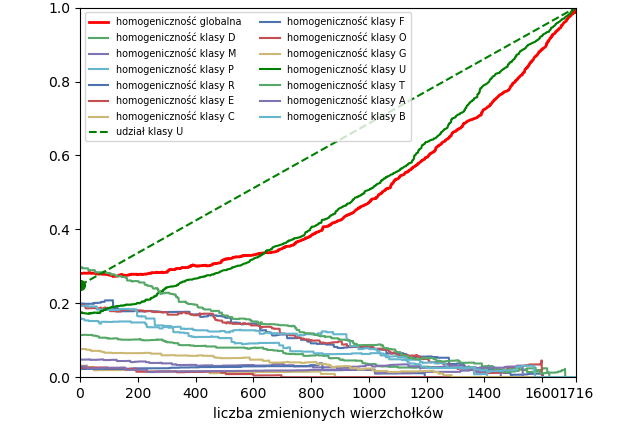 1.0
0.8
0.6
0.4
0.2
0.0
homogeniczność globalna
homogeniczność klasy D
homogeniczność klasy M
homogeniczność klasy P
homogeniczność klasy R
homogeniczność klasy E
homogeniczność klasy C
udział klasy U
homogeniczność klasy F
homogeniczność klasy O
homogeniczność klasy G
homogeniczność klasy U
homogeniczność klasy T
homogeniczność klasy A
homogeniczność klasy B
0 200 400 600 800 1000 1200 1400 1600 1716
liczba zmienionych wierzchołków